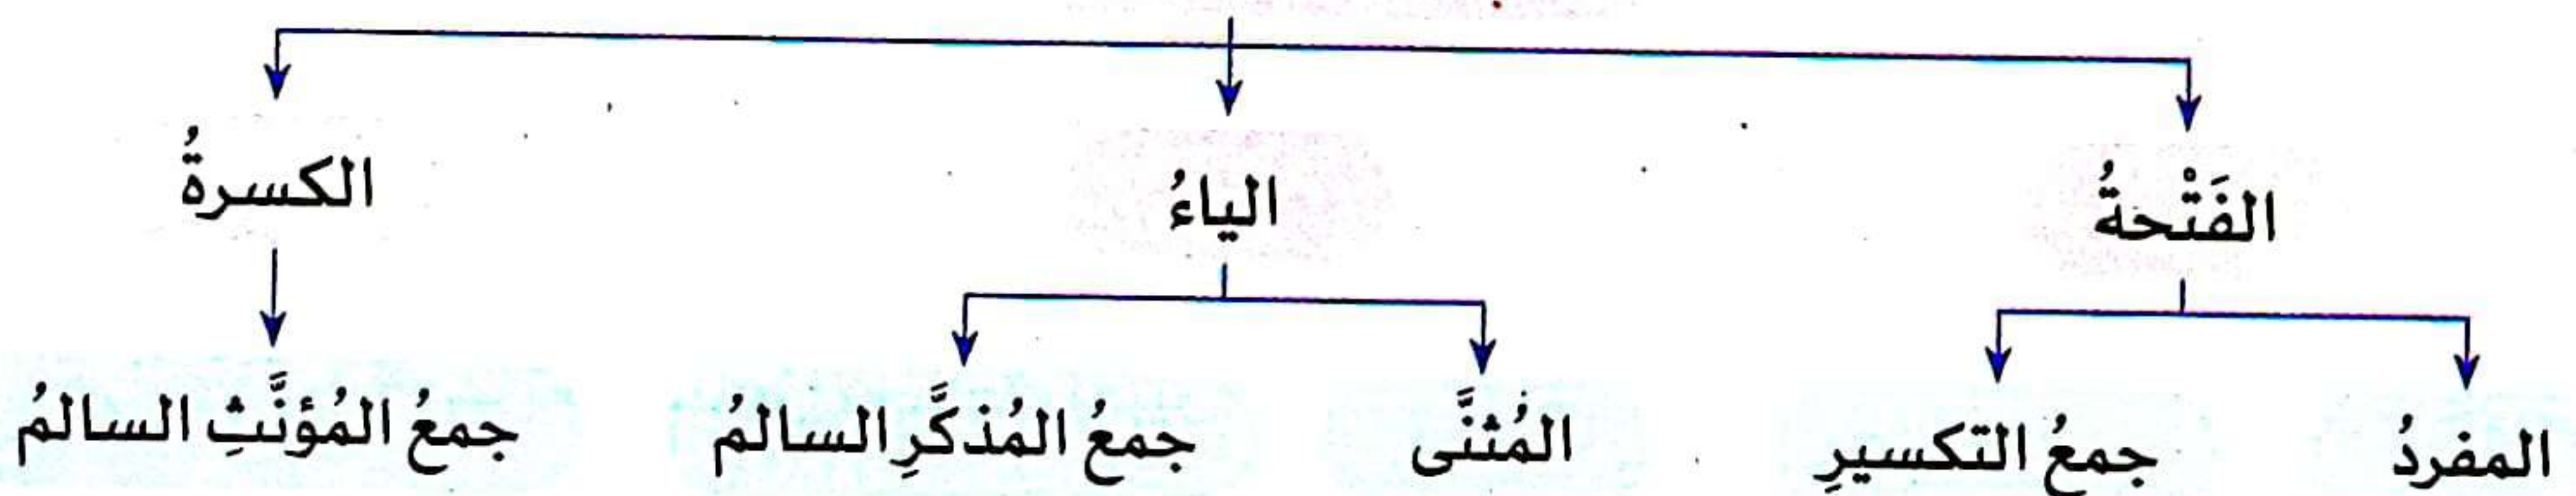 الفَتْحةُ الياءُ الكسرةُ
المفردُ جمعُ التكسيرِ المُثنَّى جمعُ المُذكَّرِ السالمُ جمعُ المُؤنَّثِ السالمُ